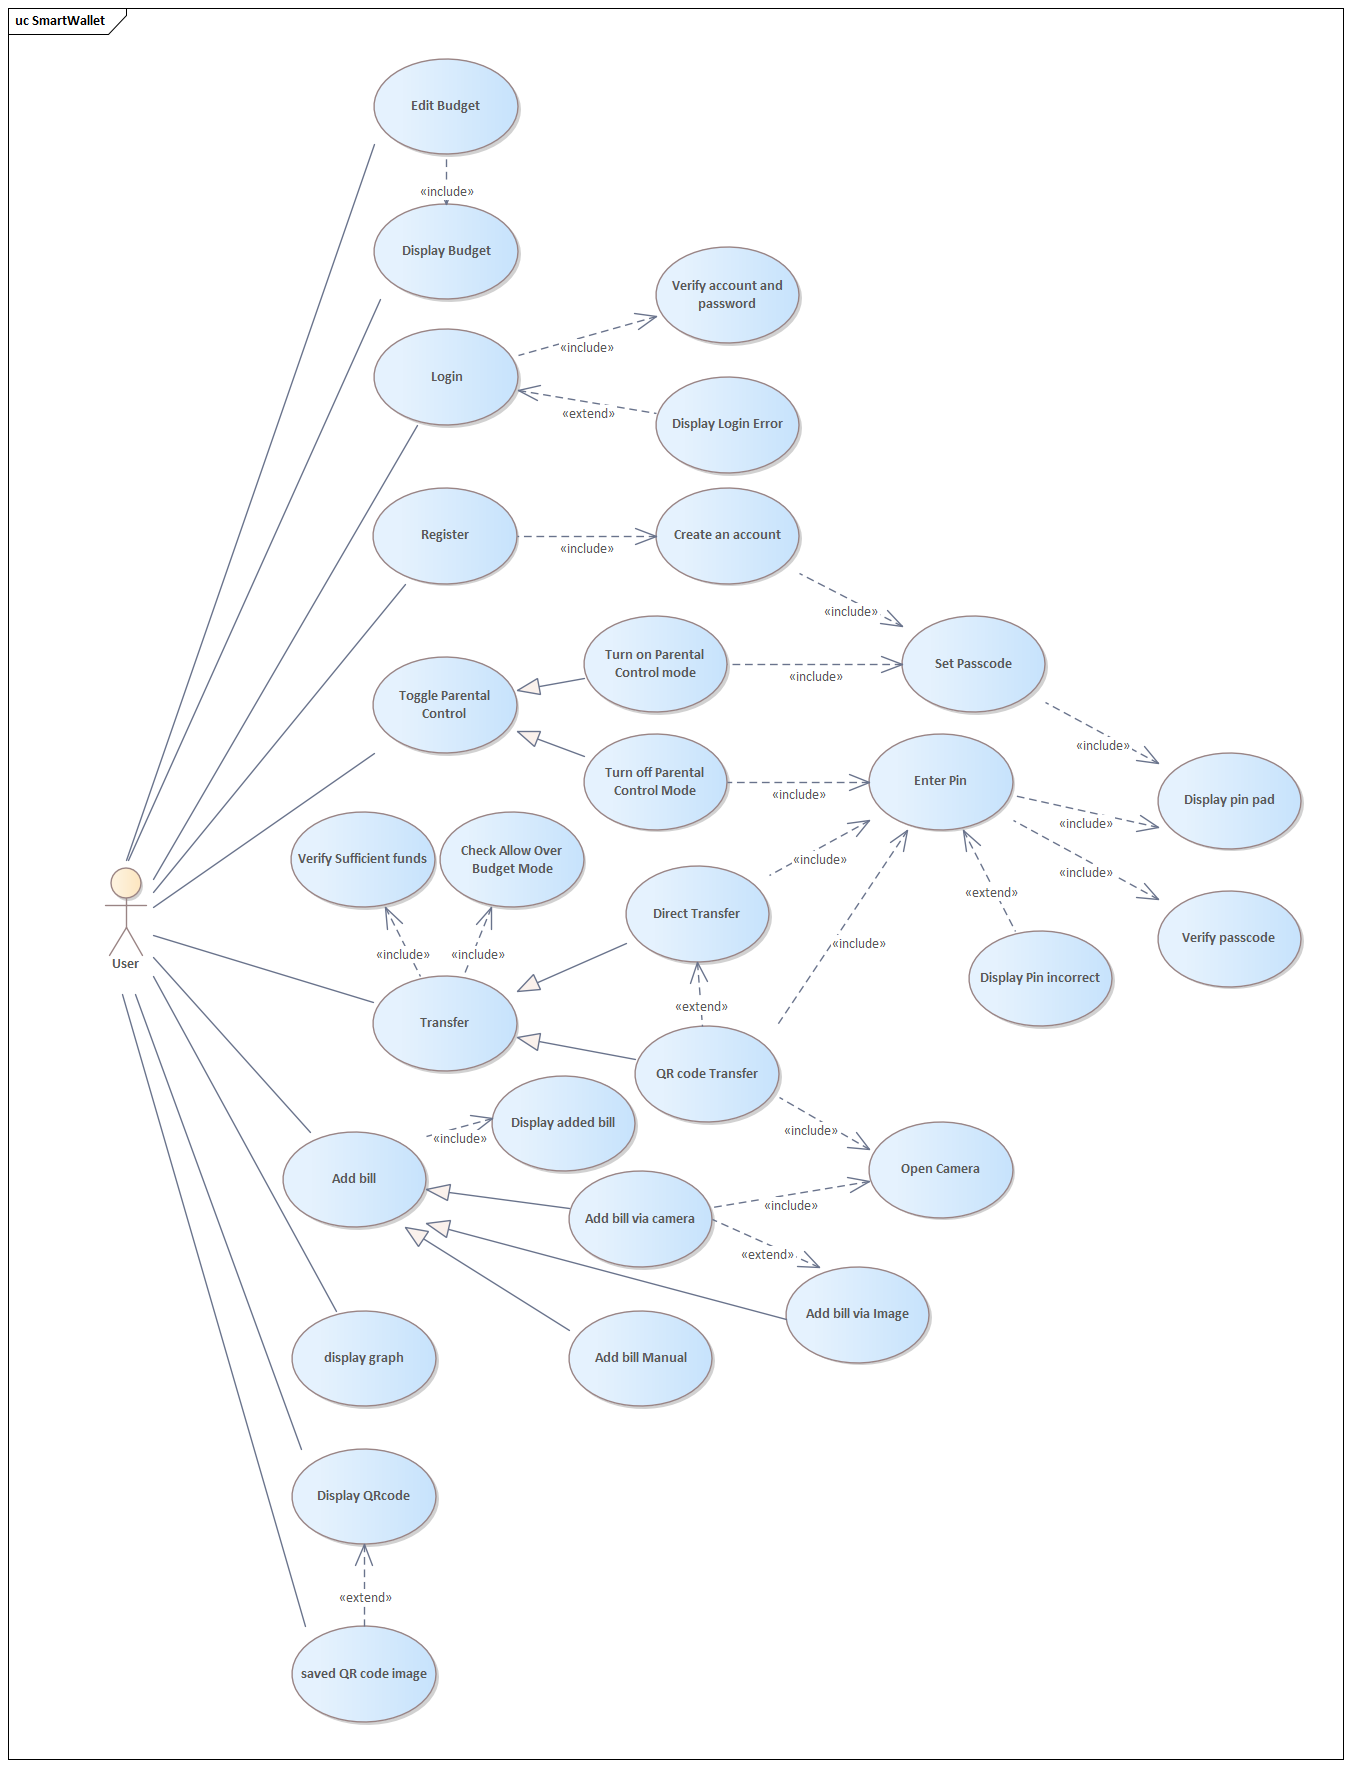 uc SmartWallet
Edit Budget
«include»
Display Budget
Verify account and
password
«include»
Login
«extend»
Display Login Error
Register
«include»
Create an account
«include»
Turn on Parental
Control mode
«include»
Set Passcode
Toggle Parental
Control
«include»
Turn off Parental
Control Mode
«include»
Enter Pin
Display pin pad
«include»
Verify Sufficient funds
Check Allow Over
Budget Mode
«include»
«include»
«extend»
Direct Transfer
Verify passcode
«include»
User
«include»
«include»
Display Pin incorrect
«extend»
Transfer
QR code Transfer
Display added bill
«include»
«include»
Open Camera
Add bill
«include»
Add bill via camera
«extend»
Add bill via Image
display graph
Add bill Manual
Display QRcode
«extend»
saved QR code image